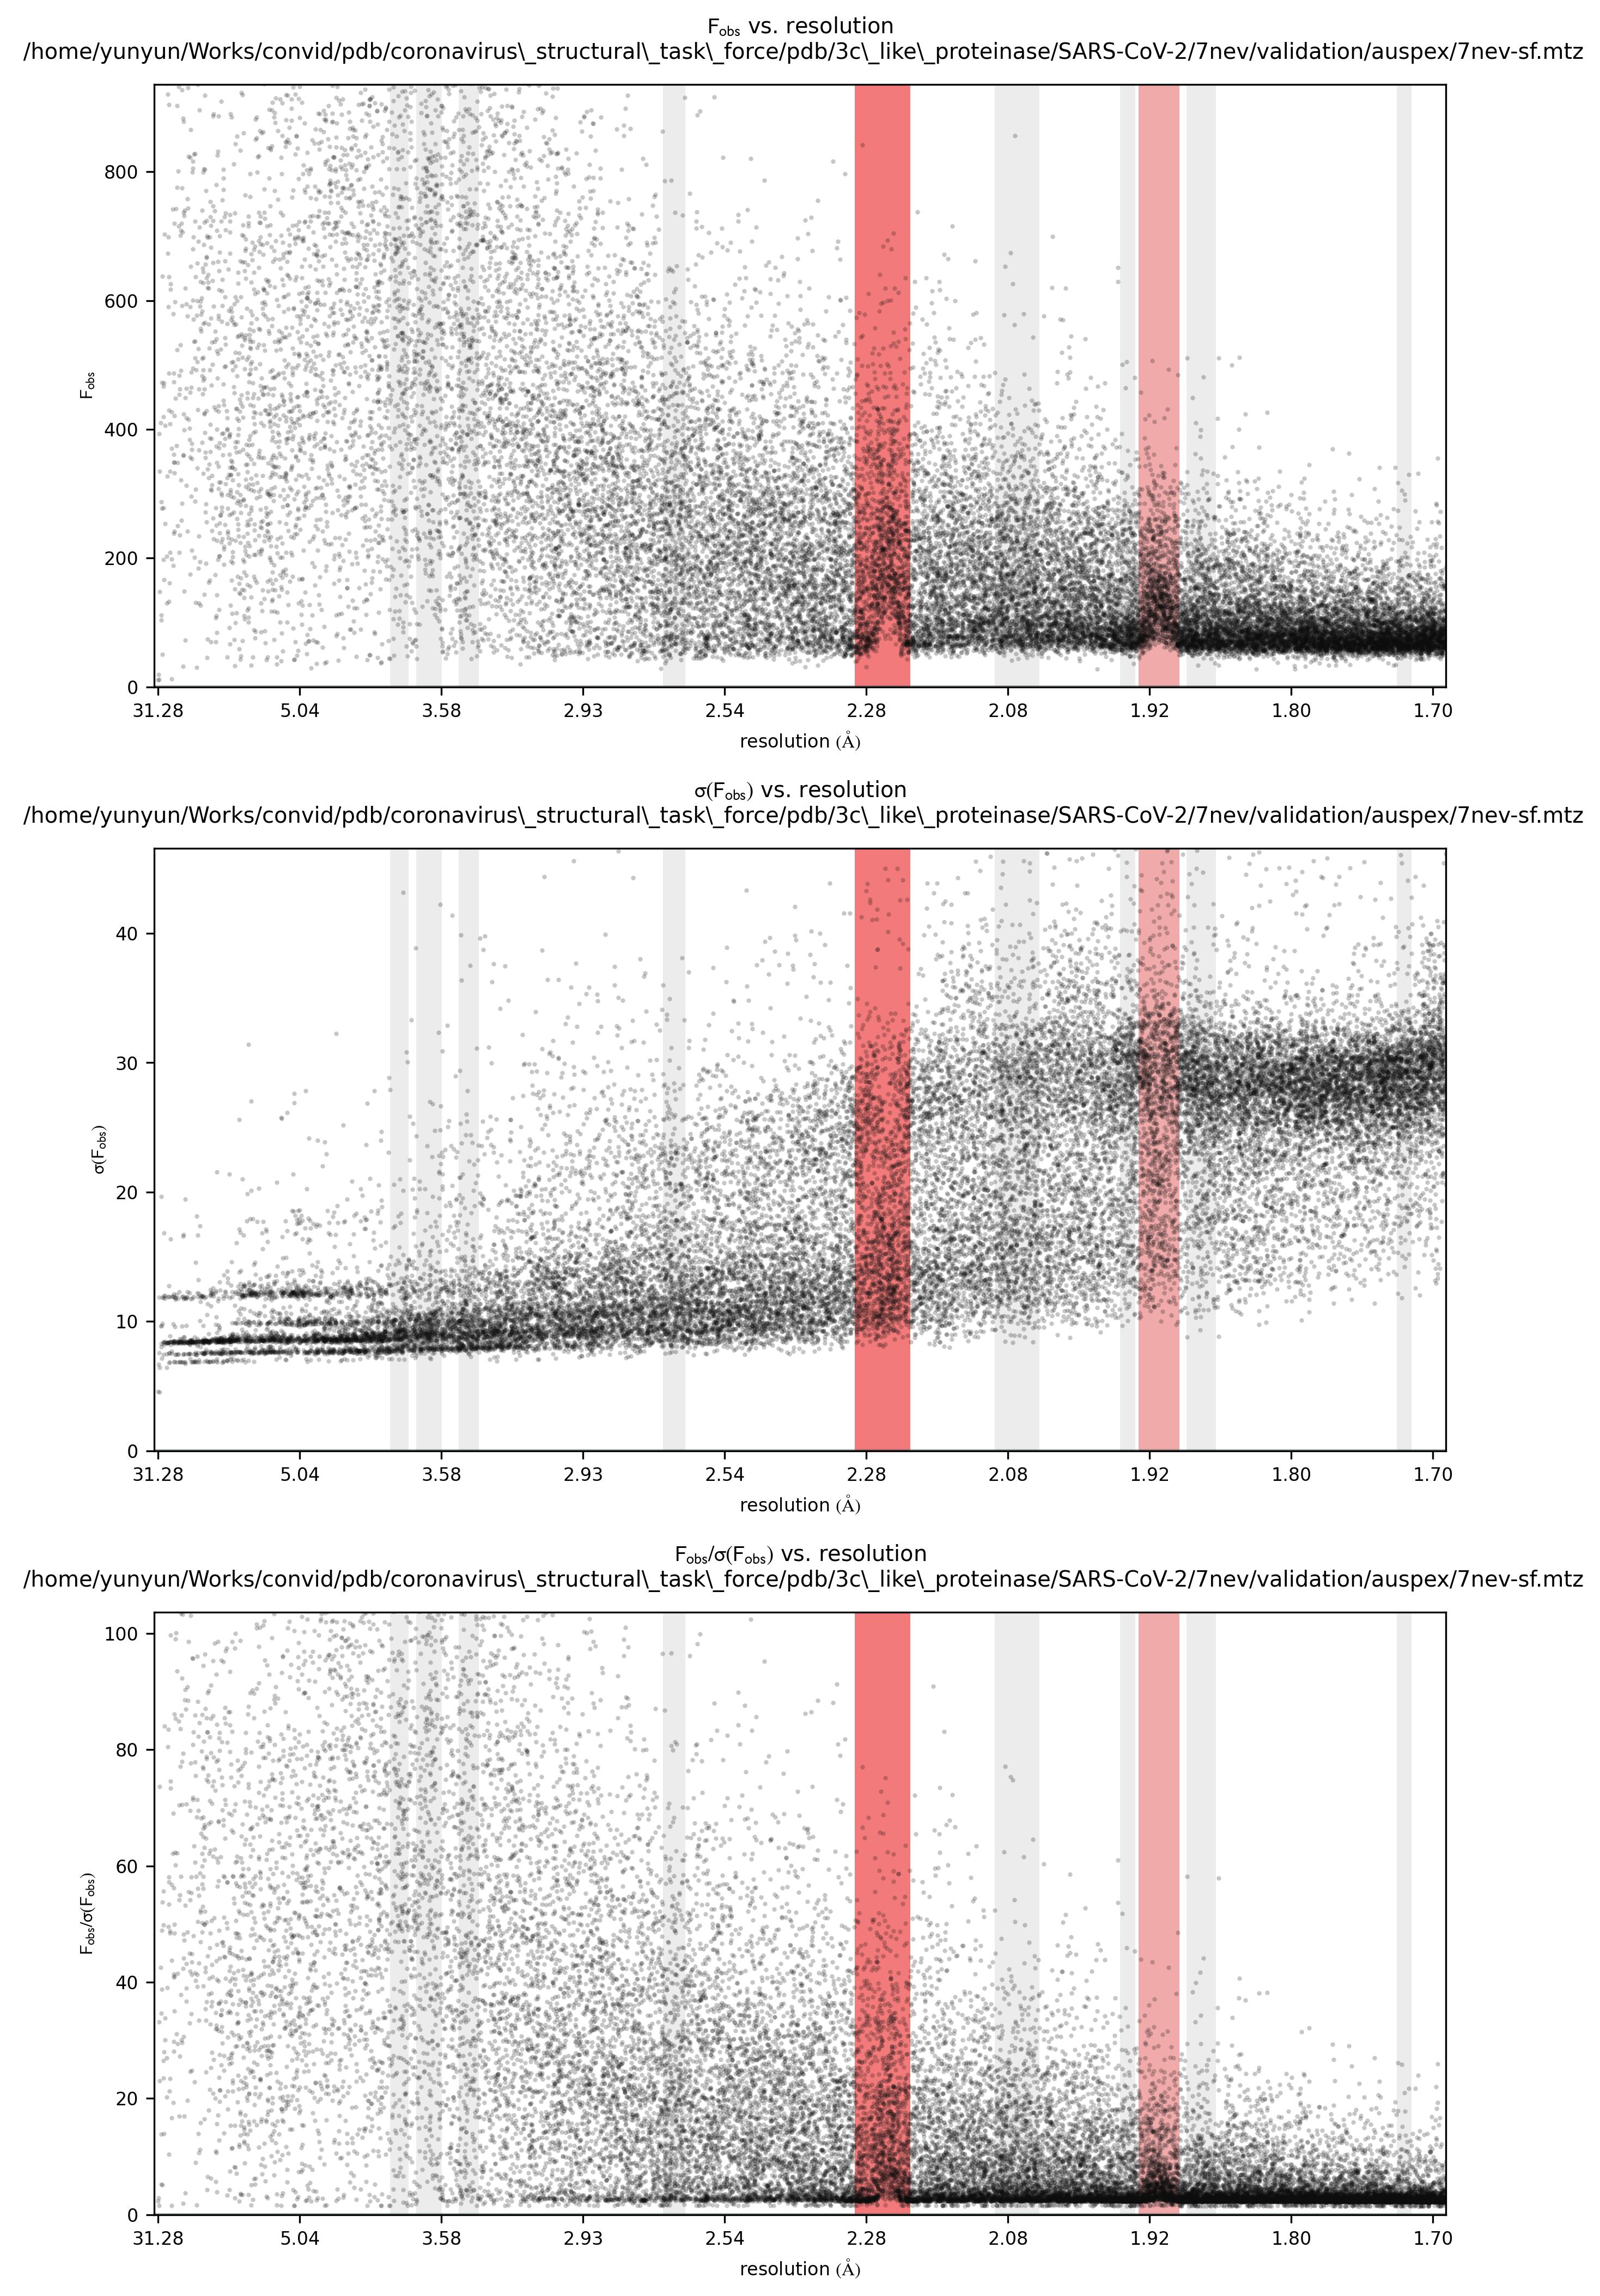 Fobs vs. resolution
/home/yunyun/Works/convid/pdb/coronavirus\_structural\_task\_force/pdb/3c\_like\_proteinase/SARS-CoV-2/7nev/validation/auspex/7nev-sf.mtz
800
600
Fobs
400
200
0
31.28 5.04 3.58 2.93 2.54 2.28 2.08 1.92 1.80 1.70
resolution (Å)
σ(Fobs) vs. resolution
/home/yunyun/Works/convid/pdb/coronavirus\_structural\_task\_force/pdb/3c\_like\_proteinase/SARS-CoV-2/7nev/validation/auspex/7nev-sf.mtz
40
30
σ(Fobs)
20
10
0
31.28 5.04 3.58 2.93 2.54 2.28 2.08 1.92 1.80 1.70
resolution (Å)
Fobs/σ(Fobs) vs. resolution
/home/yunyun/Works/convid/pdb/coronavirus\_structural\_task\_force/pdb/3c\_like\_proteinase/SARS-CoV-2/7nev/validation/auspex/7nev-sf.mtz
100
80
60
Fobs/σ(Fobs)
40
20
0
31.28 5.04 3.58 2.93 2.54 2.28 2.08 1.92 1.80 1.70
resolution (Å)